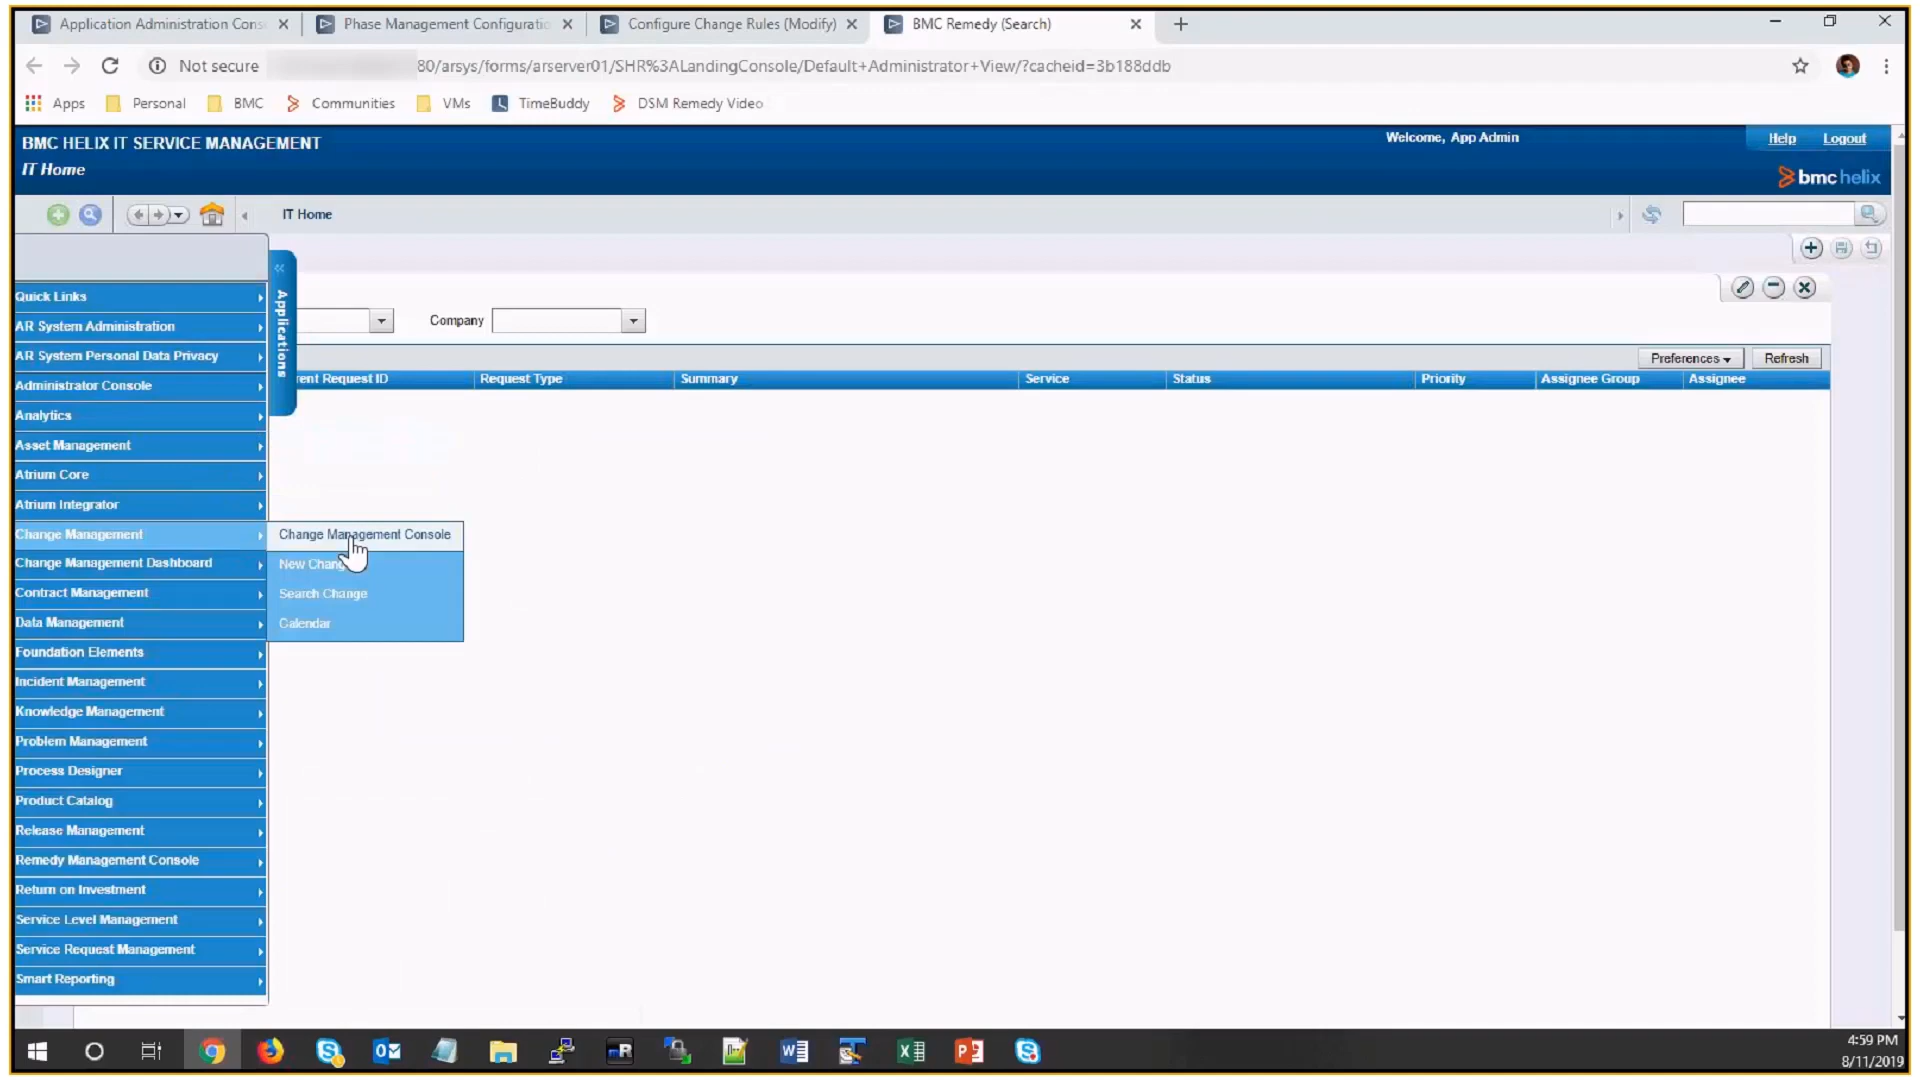 Application Administration Cons
Phase Management Configuratio
Configure Change Rules (Modify)
BMC Remedy (Search)
Not secure
80/arsys/forms/arserver01/SHR%3ALandingConsole/Default+Administrator+View/?cacheid=3b188ddb
Apps
Personal
BMC
Communities
VMs
TimeBuddy
DSM Remedy Video
BMC HELIX IT SERVICE MANAGEMENT
Welcome, App Admin
Help
Logout
IT Home
bmchelix
IT Home
Quick Links
AR System Administration
AR System Personal Data Privacy
Administrator Console
Analytics
Asset Management
Atrium Core
Atrium Integrator
Change Management
Change Management Dashboard
Contract Management
Data Management
Foundation Elements
Incident Management
Knowledge Management
Problem Management
Process Designer
Product Catalog
Release Management
Remedy Management Console
Return on Investment
Service Level Management
Service Request Management
Smart Reporting
Applications
Change Management Console
New Chang
Search Change
Calendar
Company
Preferences
Refresh
rent Request ID
Request Type
Summary
Service
Status
Priority
Assignee Group
Assignee
4:59 PM
8/11/2019